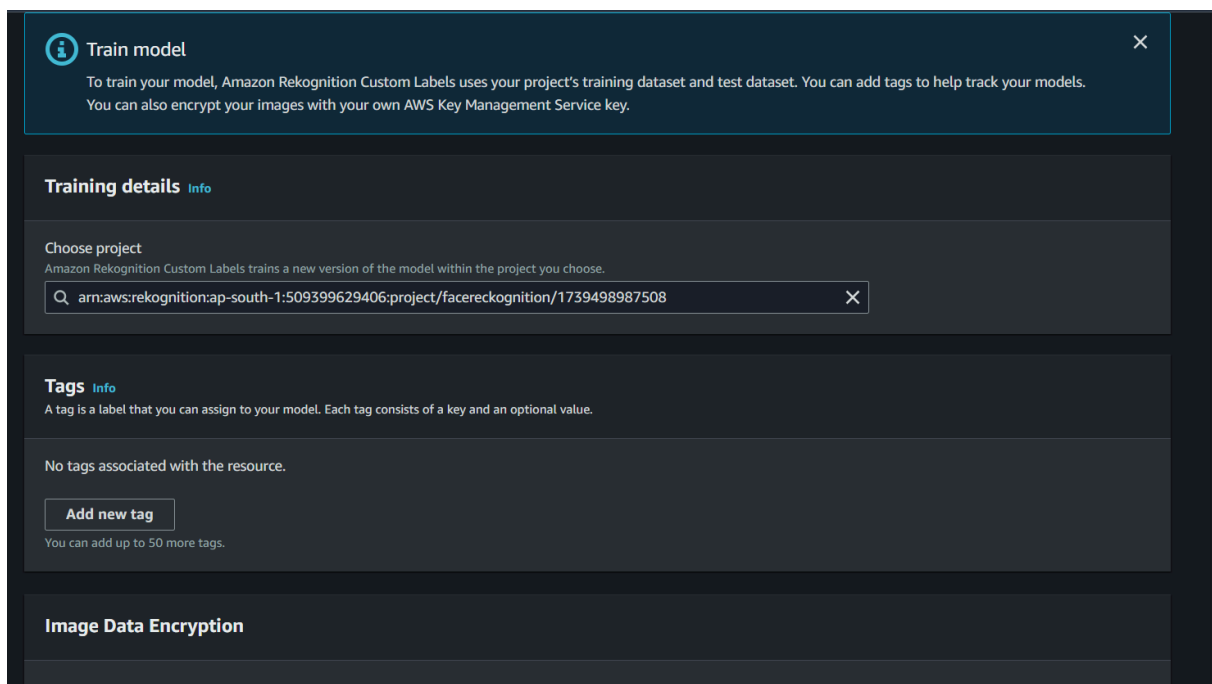 Train model
To train your model, Amazon Rekognition Custom Labels uses your project's training dataset and test dataset. You can add tags to help track your models.
You can also encrypt your images with your own AWS Key Management Service key.
Training details Info
Choose project
Amazon Rekognition Custom Labels trains a new version of the model within the project you choose.
arn:aws:rekognition:ap-south-1:509399629406:project/facereckognition/1739498987508
Tags Info
A tag is a label that you can assign to your model. Each tag consists of a key and an optional value.
No tags associated with the resource.
Add new tag
You can add up to 50 more tags.
Image Data Encryption